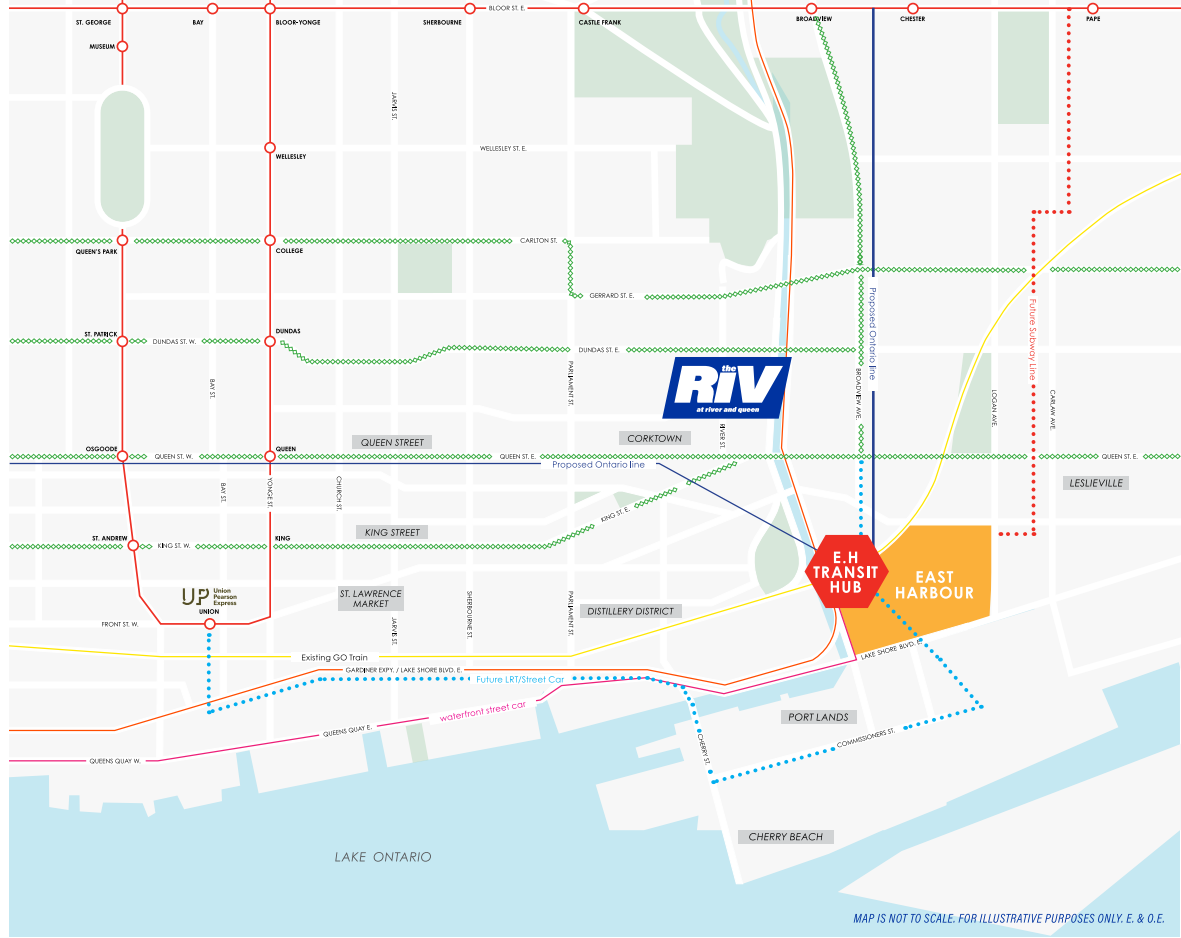 BLOOR ST. E.
ST. GEORGE
BAY
BLOOR-YONGE
SHERBOURNE
CASTLE FRANK
BROADVIEW
CHESTER
PAPE
MUSEUM
JARVIS ST.
WELLESLEY
WELLESLEY ST. E.
CARLTON ST.
QUEEN'S PARK
COLLEGE
GERRARD ST. E.
Proposed Ontario line
Future Subway Line
ST. PATRICK
DUNDAS
DUNDAS ST. W.
DUNDAS ST. E.
the
RIV
at river and queen
BAY ST.
PARLIAMENT ST.
BROADVIEW AVE.
LOGAN AVE.
CARLAW AVE.
RIVER ST.
QUEEN STREET
CORKTOWN
OSGOODE
QUEEN
QUEEN ST. W.
QUEEN ST. E.
QUEEN ST. E.
Proposed Ontario line
LESLIEVILLE
BAY ST.
YONGE ST.
CHURCH ST.
KING ST. E.
KING STREET
ST. ANDREW
KING ST. W.
KING
E.H
TRANSIT
HUB
EAST
HARBOUR
UP Union
Pearson
Express
UNION
ST. LAWRENCE
MARKET
SHERBOURNE ST.
PARLIAMENT ST.
DISTILLERY DISTRICT
FRONT ST. W.
JARVIS ST.
Existing GO Train
LAKE SHORE BLVD. E.
GARDINER EXPY. / LAKE SHORE BLVD. E.
Future LRT/Street Car
waterfront street car
PORT LANDS
QUEENS QUAY E.
COMMISSIONERS ST.
CHERRY ST.
QUEENS QUAY W.
CHERRY BEACH
LAKE ONTARIO
MAP IS NOT TO SCALE. FOR ILLUSTRATIVE PURPOSES ONLY. E. & O.E.